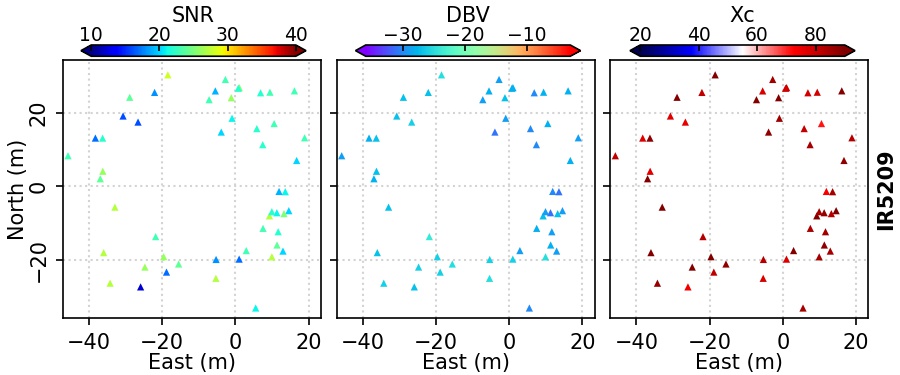 SNR DBV Xc
10 20 30 40 −30 −20 −10 20 40 60 80
North (m)
20
0
−20
IR5209
−40 −20 0 20 −40 −20 0 20 −40 −20 0 20
East (m) East (m) East (m)